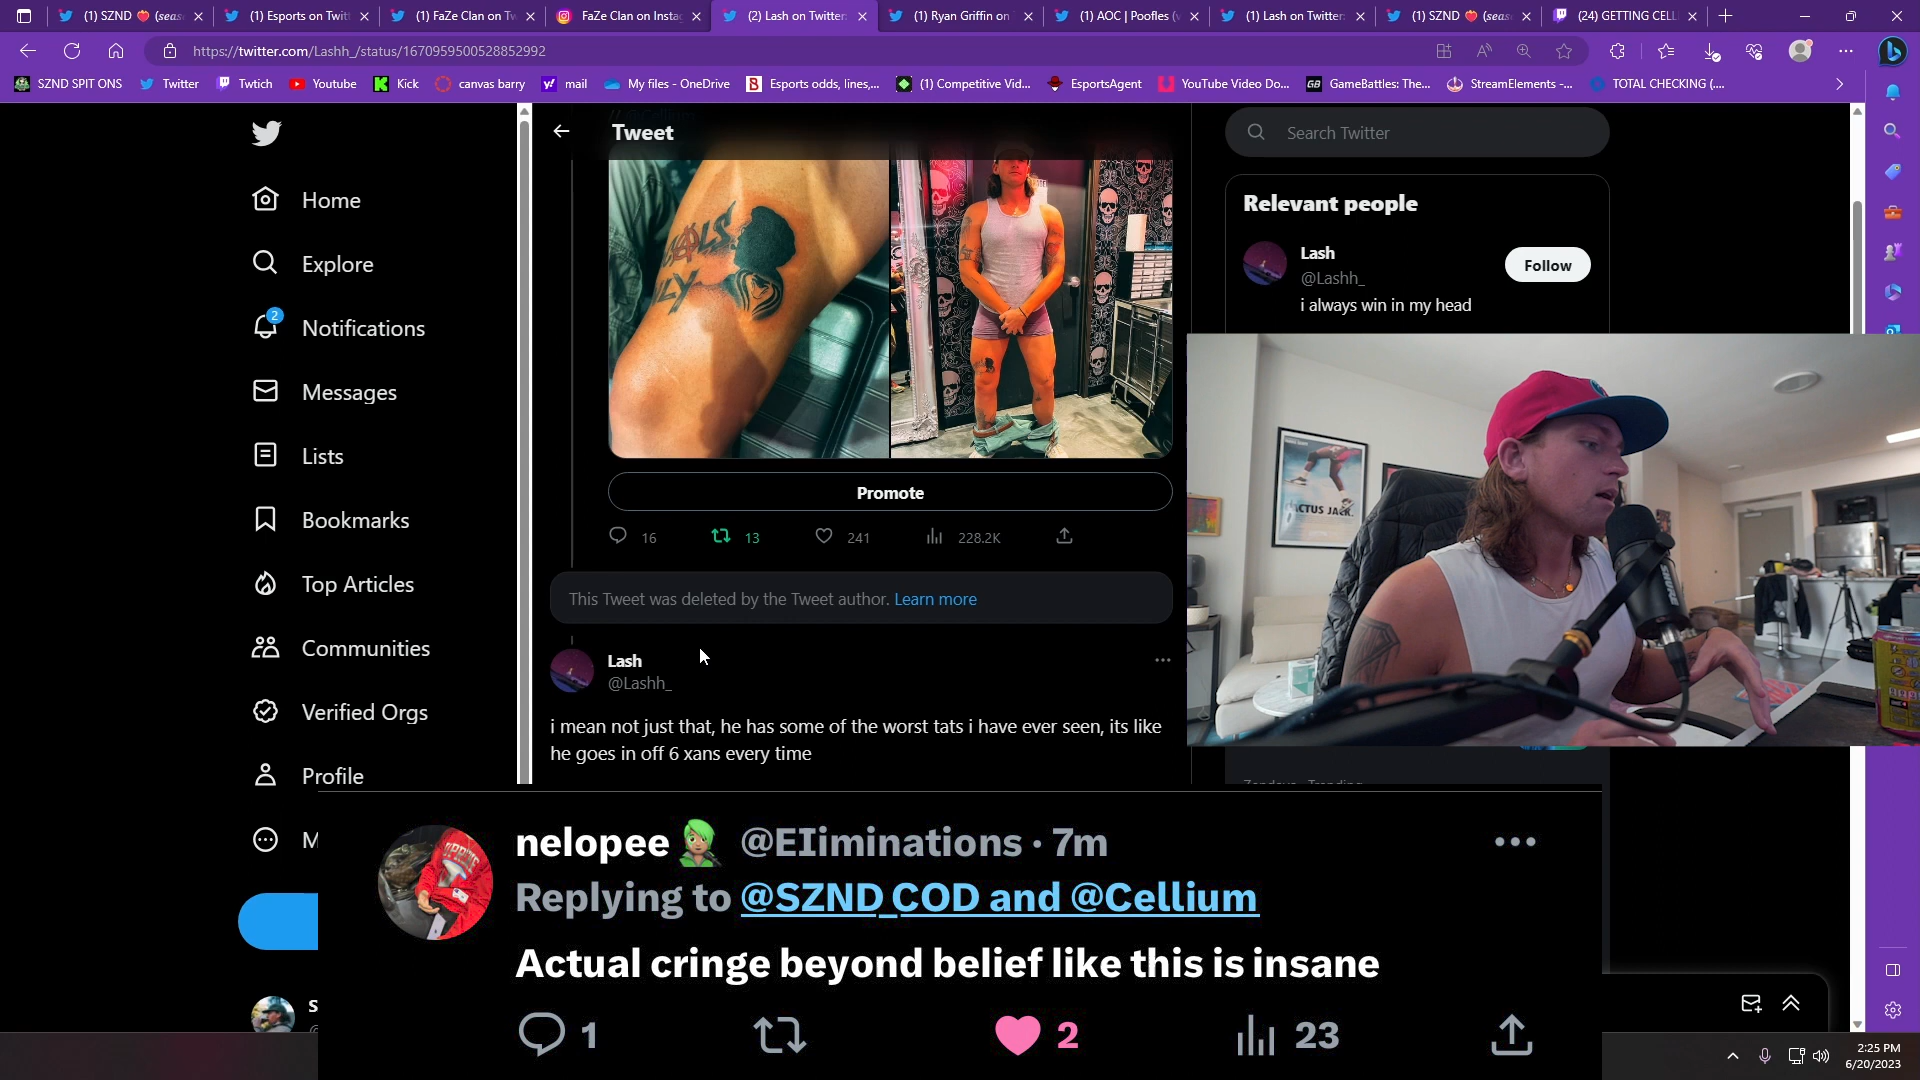 (1) SZND ❤️ (seas
(1) Esports on Twit
(1) FaZe Clan on Tw
FaZe Clan on Insta
(2) Lash on Twitter:
(1) Ryan Griffin on
(1) AOC | Poofles (v
(1) Lash on Twitter:
(1) SZND ❤️ (seas
(24) GETTING CELL
https://twitter.com/Lashh_/status/1670959500528852992
SZND SPIT ONS
Twitter
Twtich
Youtube
Kick
canvas barry
mail
My files - OneDrive
Esports odds, lines,...
(1) Competitive Vid...
EsportsAgent
YouTube Video Do...
GameBattles: The...
StreamElements -...
TOTAL CHECKING (....
Tweet
Search Twitter
Home
Explore
2
Notifications
Messages
Lists
Bookmarks
Top Articles
Communities
Verified Orgs
Profile
M
S
Relevant people
Lash
@Lashh_
Follow
i always win in my head
CACTUS JACK.
Promote
16
13
241
228.2K
This Tweet was deleted by the Tweet author. Learn more
Lash
@Lashh_
i mean not just that, he has some of the worst tats i have ever seen, its like
he goes in off 6 xans every time
Zendaya · Trending
nelopee @EIiminations · 7m
Replying to @SZND_COD and @Cellium
Actual cringe beyond belief like this is insane
1
2
23
2:25 PM
6/20/2023